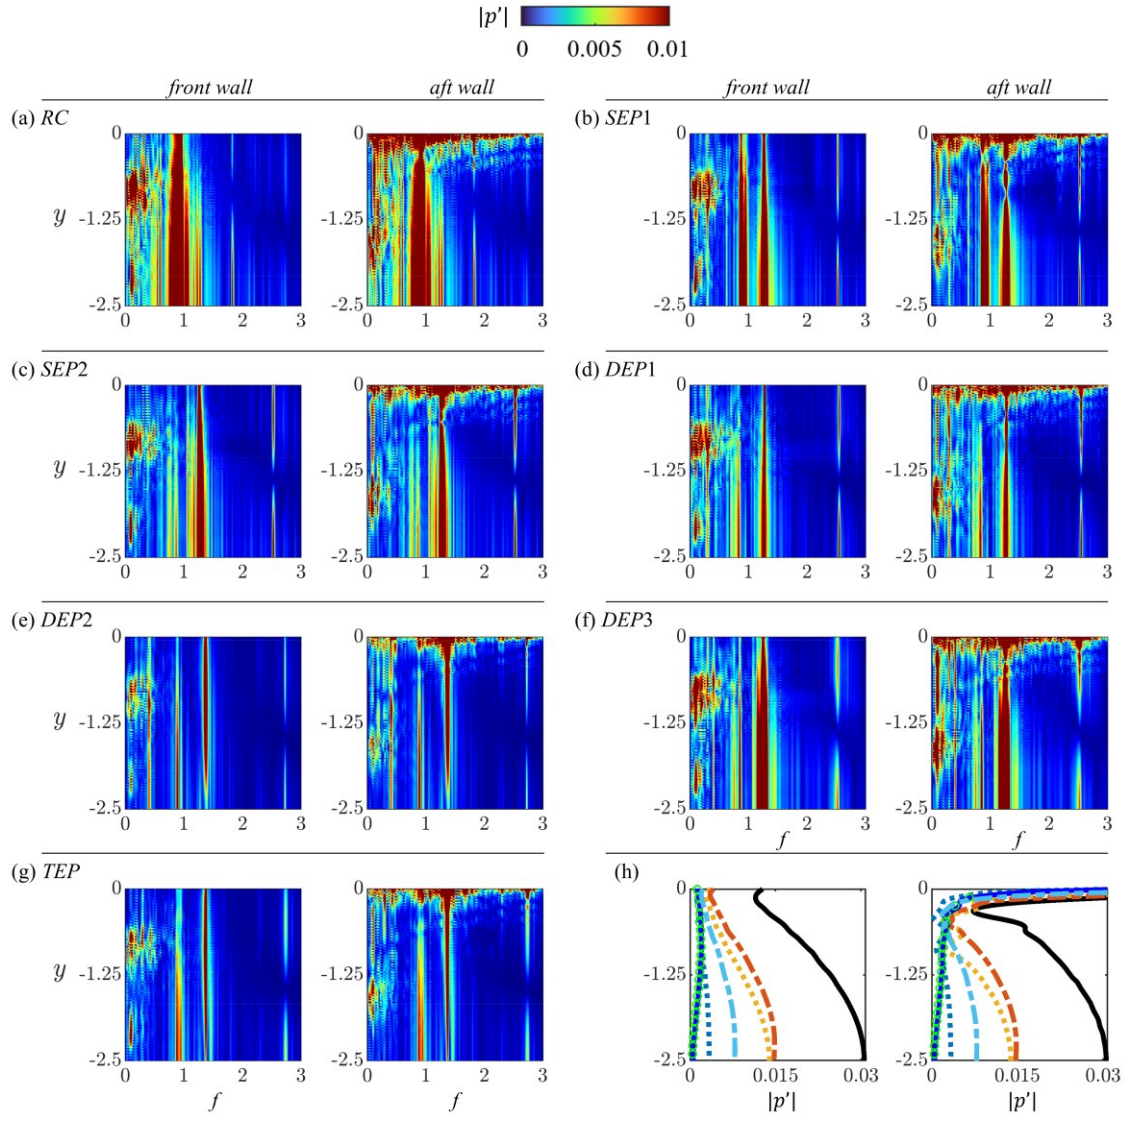 |p'|
0 0.005 0.01
front wall aft wall front wall aft wall
(a) RC (b) SEP1
0 0 0 0
y -1.25 -1.25 -1.25 -1.25
-2.5 -2.5 -2.5 -2.5
0 1 2 3 0 1 2 3 0 1 2 3 0 1 2 3
(c) SEP2 (d) DEP1
0 0 0 0
y -1.25 -1.25 -1.25 -1.25
-2.5 -2.5 -2.5 -2.5
0 1 2 3 0 1 2 3 0 1 2 3 0 1 2 3
(e) DEP2 (f) DEP3
0 0 0 0
y -1.25 -1.25 -1.25 -1.25
-2.5 -2.5 -2.5 -2.5
0 1 2 3 0 1 2 3 0 1 2 3 0 1 2 3
f f
(g) TEP (h)
0 0 0 0
y -1.25 -1.25 -1.25 -1.25
-2.5 -2.5 -2.5 -2.5
0 1 2 3 0 1 2 3 0 0.015 0.03 0 0.015 0.03
f f |p'| |p'|